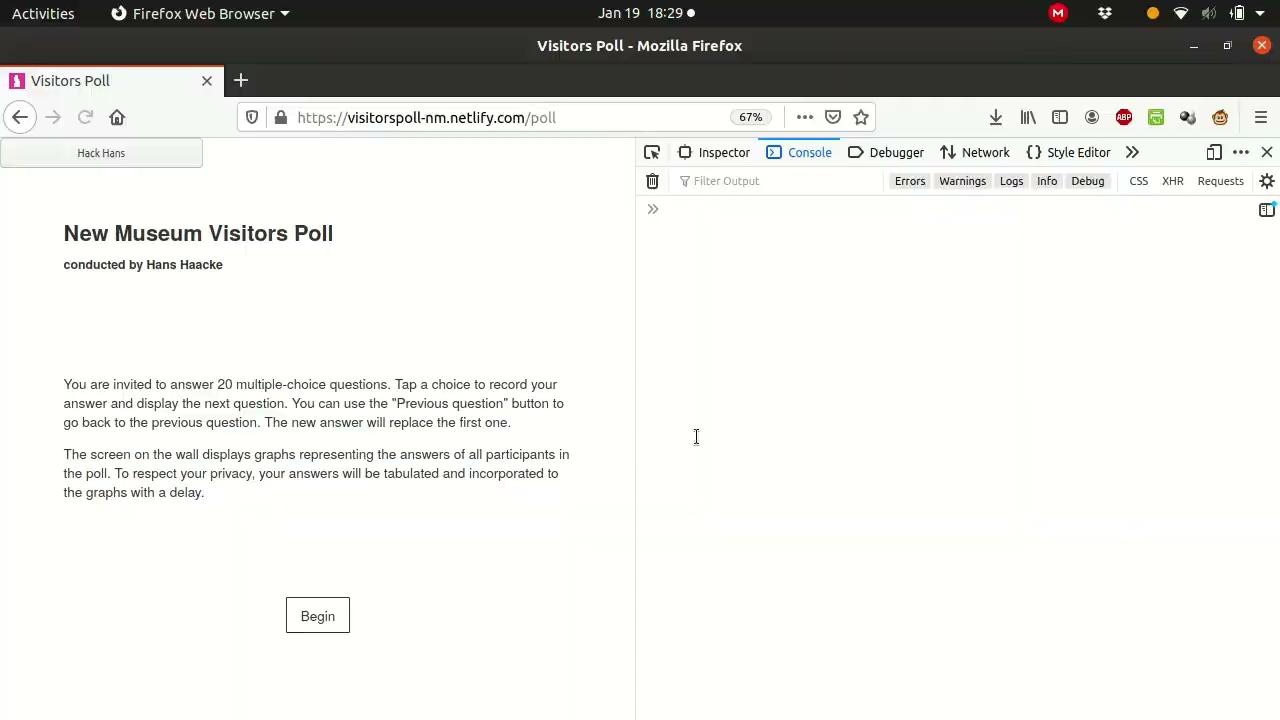 Activities Firefox Web Browser Jan 19 18:29
Visitors Poll - Mozilla Firefox
Visitors Poll
https://visitorspoll-nm.netlify.com/poll 67% ABP
Hack Hans
Inspector Console Debugger Network Style Editor
Filter Output Errors Warnings Logs Info Debug CSS XHR Requests
New Museum Visitors Poll
conducted by Hans Haacke
You are invited to answer 20 multiple-choice questions. Tap a choice to record your
answer and display the next question. You can use the "Previous question" button to
go back to the previous question. The new answer will replace the first one.
The screen on the wall displays graphs representing the answers of all participants in
the poll. To respect your privacy, your answers will be tabulated and incorporated to
the graphs with a delay.
Begin